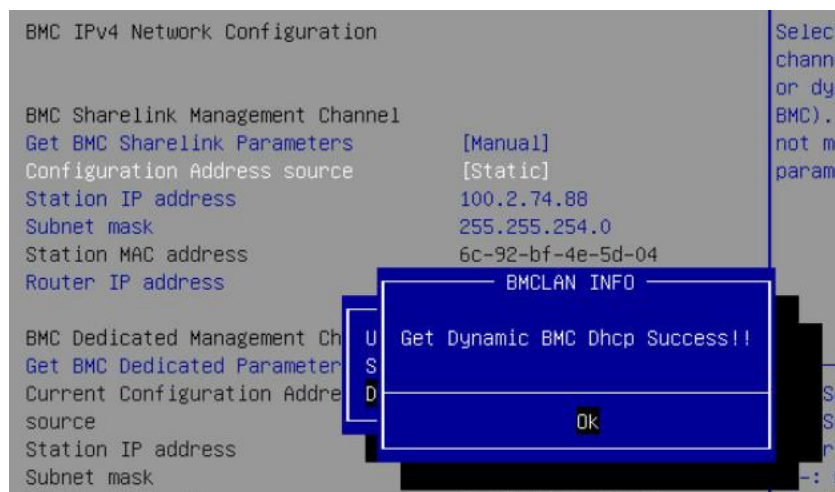 BMC IPv4 Network Configuration
BMC Sharelink Management Channel
Get BMC Sharelink Parameters [Manual]
Configuration Address source [Static]
Station IP address 100.2.74.88
Subnet mask 255.255.254.0
Station MAC address 6c-92-bf-4e-5d-04
Router IP address
BMC Dedicated Management Ch
Get BMC Dedicated Parameter
Current Configuration Addre
source
Station IP address
Subnet mask
U
S
D
BMCLAN INFO
Get Dynamic BMC Dhcp Success!!
Ok
Selec
chann
or dy
BMC).
not m
param
S
S
r
-: